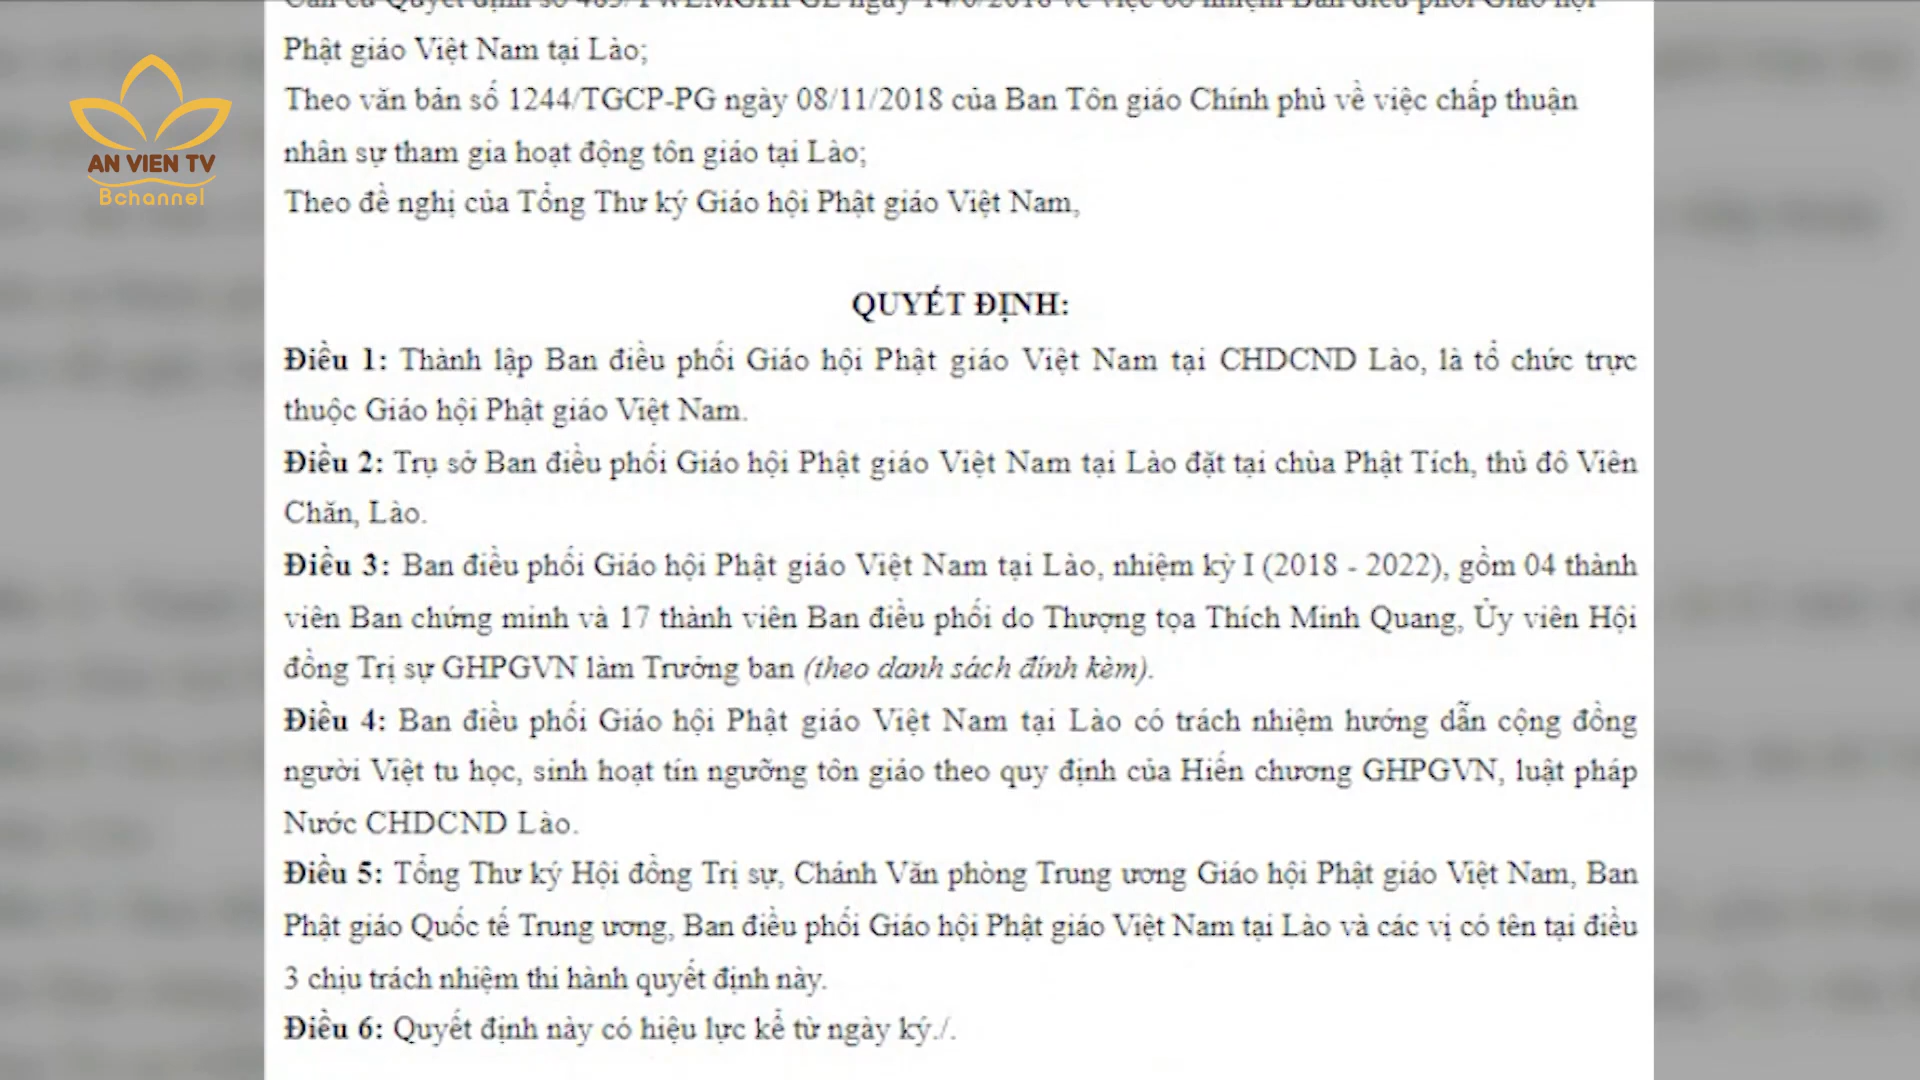 Phật giáo Việt Nam tại Lào;
Theo văn bản số 1244/TGCP-PG ngày 08/11/2018 của Ban Tôn giáo Chính phủ về việc chấp thuận
nhân sự tham gia hoạt động tôn giáo tại Lào;
Theo đề nghị của Tổng Thư ký Giáo hội Phật giáo Việt Nam,
AN VIEN TV
Bchannel
QUYẾT ĐỊNH:
Điều 1: Thành lập Ban điều phối Giáo hội Phật giáo Việt Nam tại CHDCND Lào, là tổ chức trực
thuộc Giáo hội Phật giáo Việt Nam.
Điều 2: Trụ sở Ban điều phối Giáo hội Phật giáo Việt Nam tại Lào đặt tại chùa Phật Tích, thủ đô Viên
Chăn, Lào.
Điều 3: Ban điều phối Giáo hội Phật giáo Việt Nam tại Lào, nhiệm kỳ I (2018 - 2022), gồm 04 thành
viên Ban chứng minh và 17 thành viên Ban điều phối do Thượng tọa Thích Minh Quang, Ủy viên Hội
đồng Trị sự GHPGVN làm Trưởng ban (theo danh sách đính kèm).
Điều 4: Ban điều phối Giáo hội Phật giáo Việt Nam tại Lào có trách nhiệm hướng dẫn cộng đồng
người Việt tu học, sinh hoạt tín ngưỡng tôn giáo theo quy định của Hiến chương GHPGVN, luật pháp
Nước CHDCND Lào.
Điều 5: Tổng Thư ký Hội đồng Trị sự, Chánh Văn phòng Trung ương Giáo hội Phật giáo Việt Nam, Ban
Phật giáo Quốc tế Trung ương, Ban điều phối Giáo hội Phật giáo Việt Nam tại Lào và các vị có tên tại điều
3 chịu trách nhiệm thi hành quyết định này.
Điều 6: Quyết định này có hiệu lực kể từ ngày ký./.